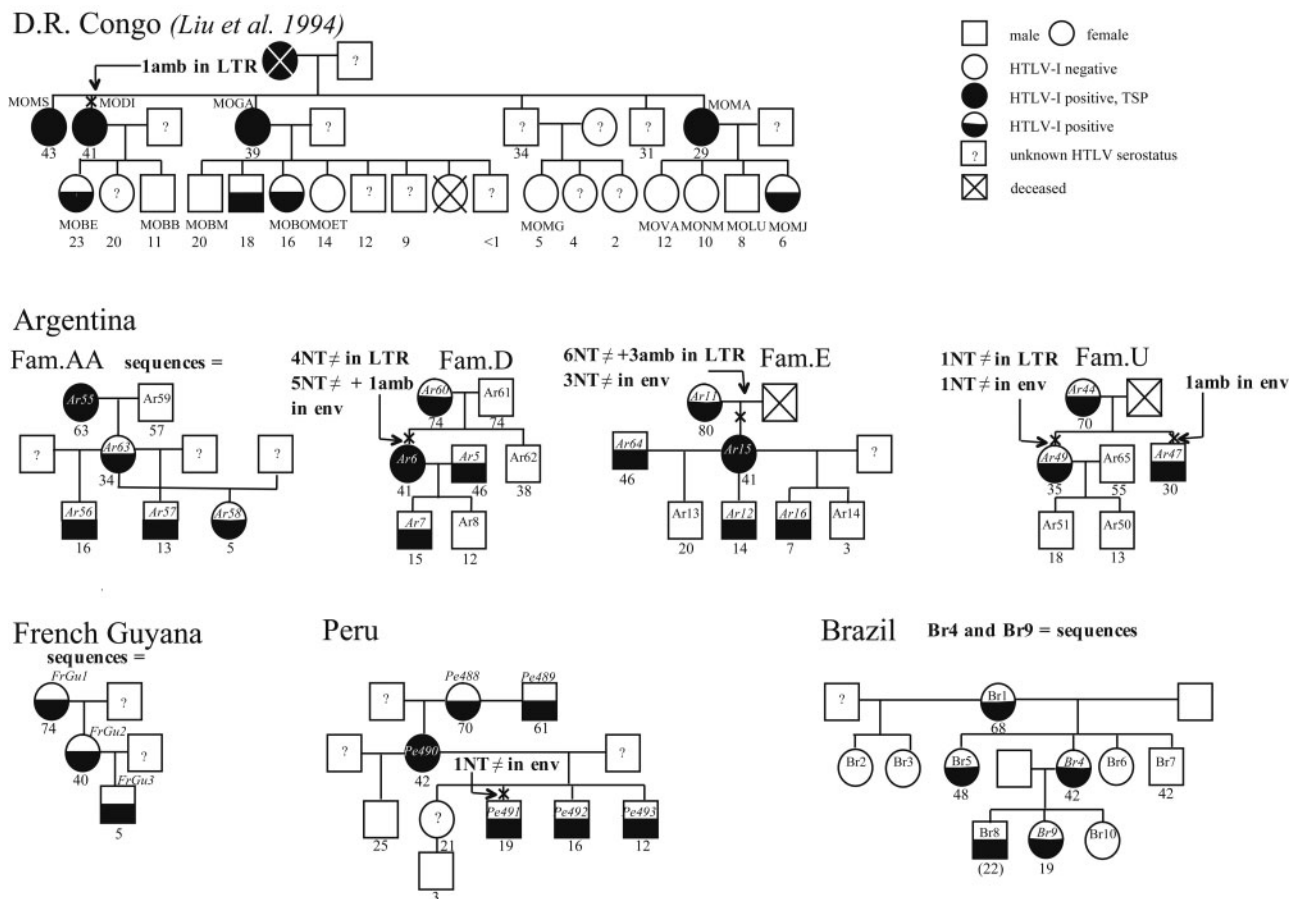 D.R. Congo (Liu et al. 1994)
1amb in LTR
?
MOMS MODI MOGA MOMA
? ? ? ? ? ?
43 41 39 34 31 29
? ? ? ? ? ?
MOBE MOBB MOBM MOBO MOET MOMG MOVA MONM MOLU MOMJ
23 20 11 20 18 16 14 12 9 <1 5 4 2 12 10 8 6
male female
HTLV-I negative
HTLV-I positive, TSP
HTLV-I positive
? unknown HTLV serostatus
deceased
Argentina
Fam.AA sequences =
Ar55 Ar59
63 57
? Ar63 ? ?
34
Ar56 Ar57 Ar58
16 13 5
4NT ≠ in LTR Fam.D
5NT ≠ + 1amb
in env
Ar60 Ar61
74 74
Ar6 Ar5 Ar62
41 46 38
Ar7 Ar8
15 12
6NT ≠ +3amb in LTR Fam.E
3NT ≠ in env
Ar11
80
Ar64 Ar15 ?
46 41
Ar13 Ar12 Ar16 Ar14
20 14 7 3
1NT ≠ in LTR Fam.U
1NT ≠ in env 1amb in env
Ar44
70
Ar49 Ar65 Ar47
35 55 30
Ar51 Ar50
18 13
French Guyana
sequences =
FrGu1
?
74
FrGu2
?
40
FrGu3
5
Peru
Pe488 Pe489
?
70 61
? Pe490 ?
42
1NT ≠ in env
? Pe491 Pe492 Pe493
25 21 19 16 12
3
Brazil Br4 and Br9 = sequences
? Br1
68
Br2 Br3 Br5 Br4 Br6 Br7
48 42 42
Br8 Br9 Br10
(22) 19